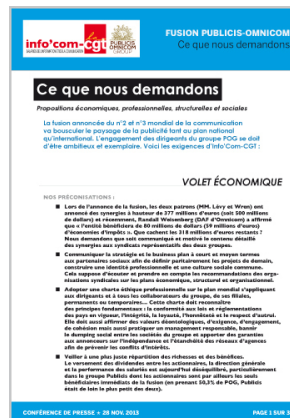 FUSION PUBLICIS-OMNICOM
Ce que nous demandons
info'com-cgt
PUBLICIS
OMNICOM
GROUP
Ce que nous demandons
Propositions économiques, professionnelles, structurelles et sociales
La fusion annoncée du n°2 et n°3 mondial de la communication
va bousculer le paysage de la publicité tant au plan national
qu'international. L'engagement des dirigeants du groupe POG se doit
d'être ambitieux et exemplaire. Voici les exigences d'Info'Com-CGT :
VOLET ÉCONOMIQUE
NOS PRÉCONISATIONS :
■ Lors de l'annonce de la fusion, les deux patrons (MM. Lévy et Wren) ont
annoncé des synergies à hauteur de 377 millions d'euros (soit 500 millions
de dollars) et récemment, Randall Weisenburg (DAF d'Omnicom) a affirmé
que « l'entité bénéficiera de 80 millions de dollars (59 millions d'euros)
d'économies d'impôts ». Que cachent les 318 millions d'euros restants ?
Nous demandons que soit communiqué et motivé le contenu détaillé
des synergies aux syndicats représentatifs des deux groupes.
■ Communiquer la stratégie et le business plan à court et moyen termes
aux partenaires sociaux afin de définir paritairement les projets de demain,
construire une identité professionnelle et une culture sociale commune.
Cela suppose d'écouter et prendre en compte les recommandations des orga-
nisations syndicales sur les plans économique, structurel et organisationnel.
■ Adopter une charte éthique professionnelle sur le plan mondial s'appliquant
aux dirigeants et à tous les collaborateurs du groupe, de ses filiales,
permanents ou temporaires... Cette charte doit reconnaître
des principes fondamentaux : la conformité aux lois et réglementations
des pays en vigueur, l'intégrité, la loyauté, l'honnêteté et le respect d'autrui.
Elle doit aussi affirmer des valeurs déontologiques, d'exigence, d'engagement,
de cohésion mais aussi pratiquer un management responsable, bannir
le dumping social entre les sociétés du groupe et apporter des garanties
aux annonceurs sur l'indépendance et l'étanchéité des réseaux d'agences
afin de prévenir les conflits d'intérêts.
■ Veiller à une plus juste répartition des richesses et des bénéfices.
Le versement des dividendes entre les actionnaires, la direction générale
et la performance des salariés est aujourd'hui déséquilibré, particulièrement
dans le groupe Publicis dont les actionnaires sont par ailleurs les seuls
bénéficiaires immédiats de la fusion (en prenant 50,3% de POG, Publicis
était de loin le plus petit des deux).
CONFÉRENCE DE PRESSE • 28 NOV. 2013
PAGE 1 SUR